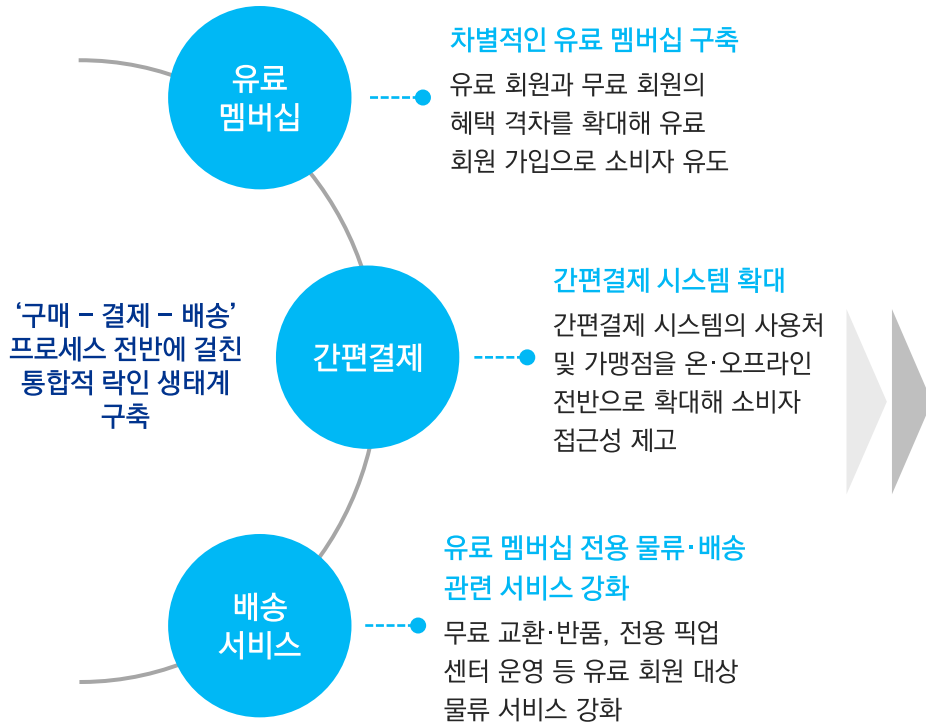 유료
멤버십
차별적인 유료 멤버십 구축
유료 회원과 무료 회원의
혜택 격차를 확대해 유료
회원 가입으로 소비자 유도
‘구매 – 결제 – 배송’
프로세스 전반에 걸친
통합적 락인 생태계
구축
간편결제
간편결제 시스템 확대
간편결제 시스템의 사용처
및 가맹점을 온·오프라인
전반으로 확대해 소비자
접근성 제고
배송
서비스
유료 멤버십 전용 물류·배송
관련 서비스 강화
무료 교환·반품, 전용 픽업
센터 운영 등 유료 회원 대상
물류 서비스 강화